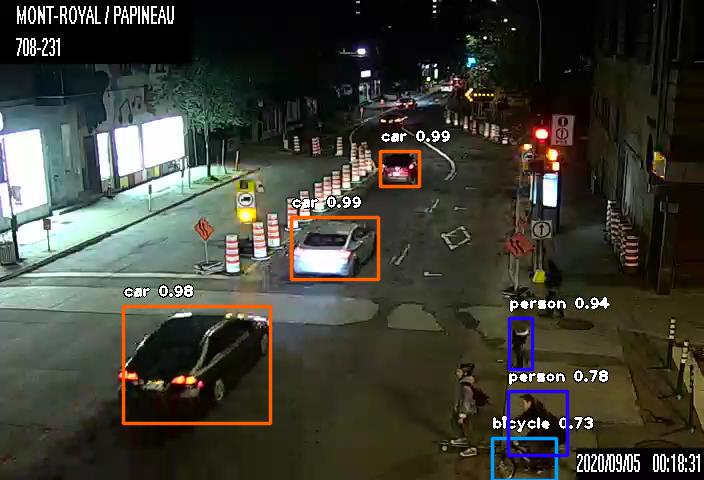 MONT-ROYAL / PAPINEAU
708-231
car 0.99
car 0.99
car 0.98
person 0.94
person 0.78
bicycle 0.73
2020/09/05 00:18:31